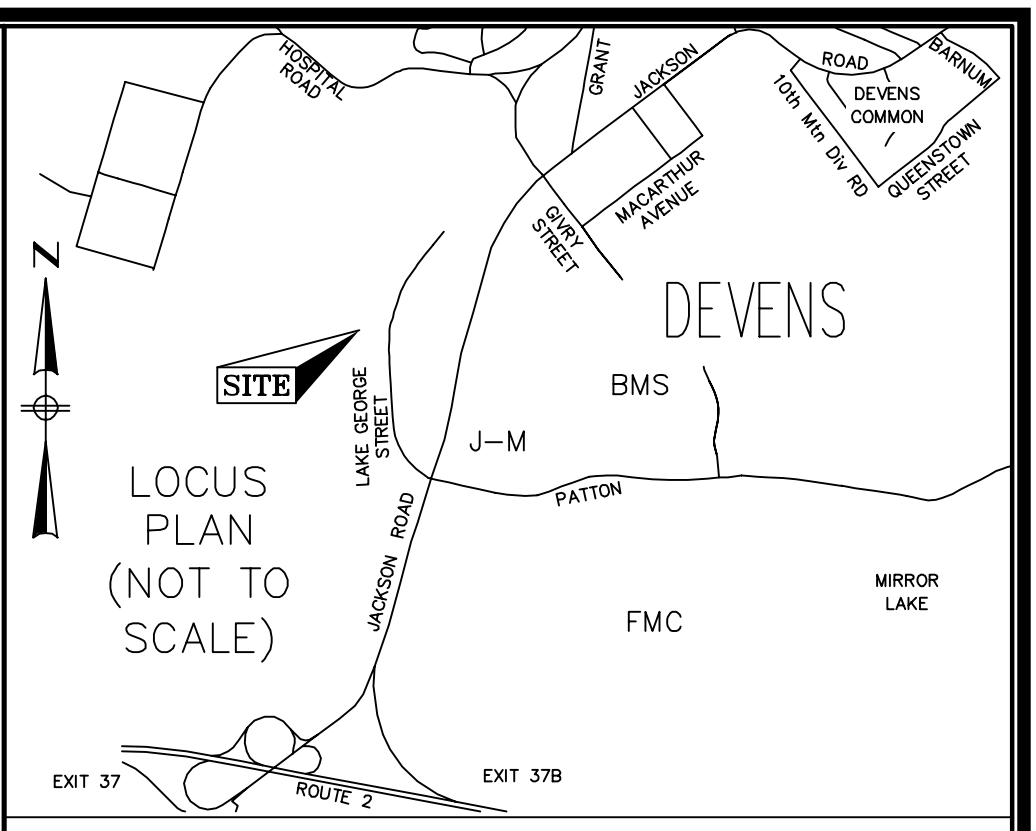 HOSPITAL
ROAD
GRANT
JACKSON
ROAD
BARNUM
DEVENS
COMMON
10th Mtn Div RD
QUEENSTOWN
STREET
MACARTHUR
AVENUE
GIVRY
STREET
N
DEVENS
SITE
BMS
LAKE GEORGE
STREET
J-M
PATTON
LOCUS
PLAN
(NOT TO
SCALE)
JACKSON ROAD
MIRROR
LAKE
FMC
EXIT 37
ROUTE 2
EXIT 37B